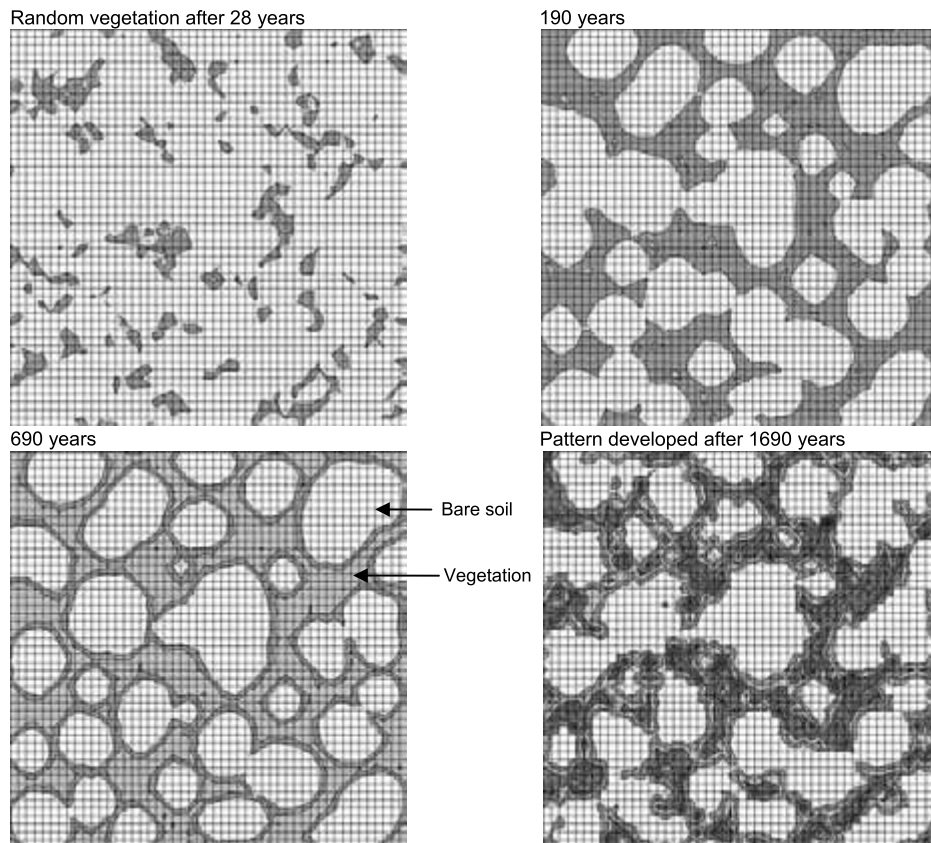 Random vegetation after 28 years
190 years
690 years
Pattern developed after 1690 years
Bare soil
Vegetation